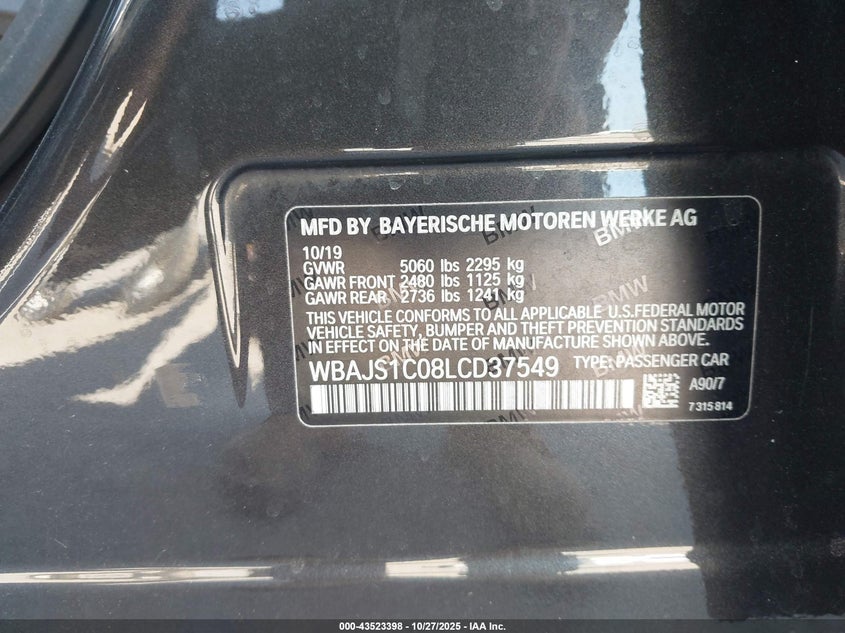 MFD BY BAYERISCHE MOTOREN WERKE AG
10/19
GVWR 5060 lbs 2295 kg
GAWR FRONT 2480 lbs 1125 kg
GAWR REAR 2736 lbs 1241 kg
THIS VEHICLE CONFORMS TO ALL APPLICABLE U.S.FEDERAL MOTOR
VEHICLE SAFETY, BUMPER AND THEFT PREVENTION STANDARDS
IN EFFECT ON THE DATE OF MANUFACTURE SHOWN ABOVE.
WBAJS1C08LCD37549 TYPE: PASSENGER CAR
A90/7
7315814
000-43523398 - 10/27/2025 - IAA Inc.